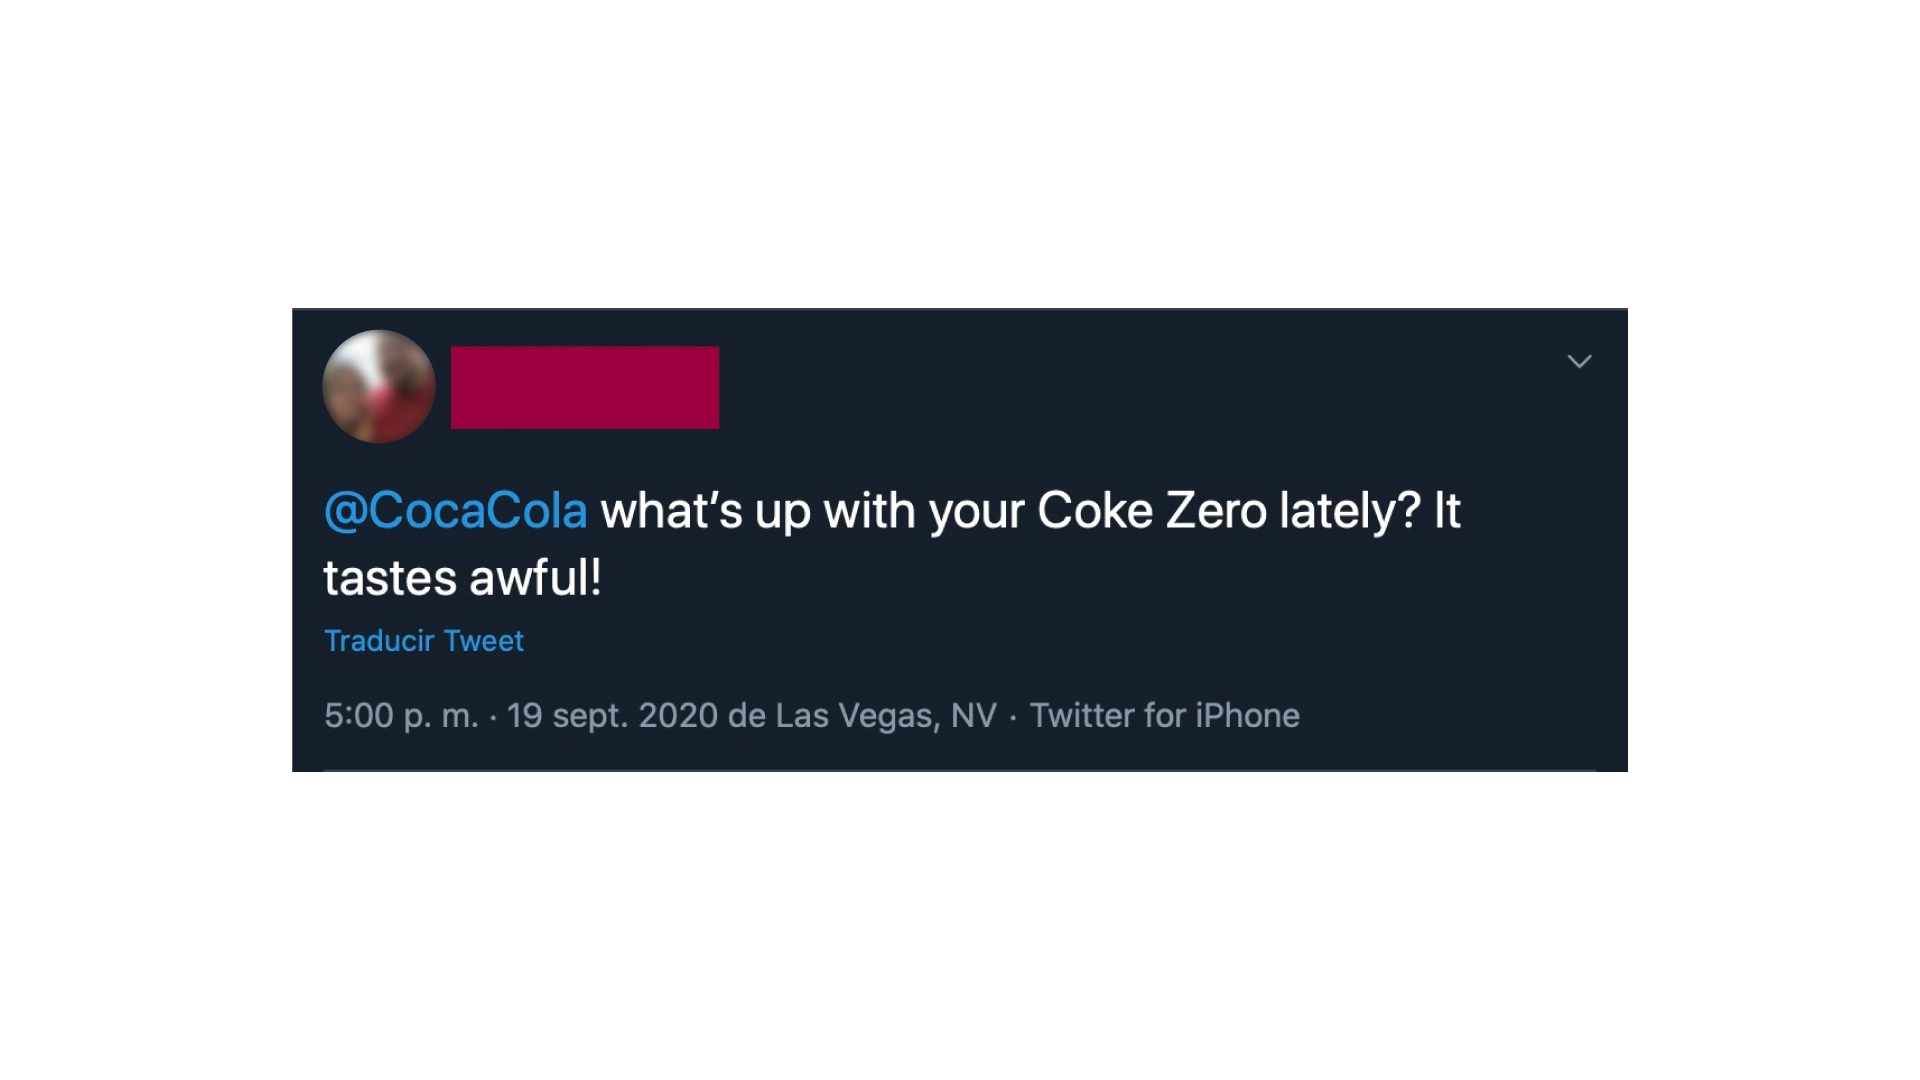 @CocaCola what’s up with your Coke Zero lately? It
tastes awful!
Traducir Tweet
5:00 p. m. · 19 sept. 2020 de Las Vegas, NV · Twitter for iPhone